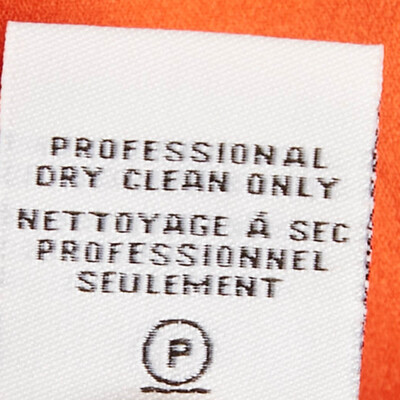 PROFESSIONAL
DRY CLEAN ONLY
NETTOYAGE Á SEC
PROFESSIONNEL
SEULEMENT
P